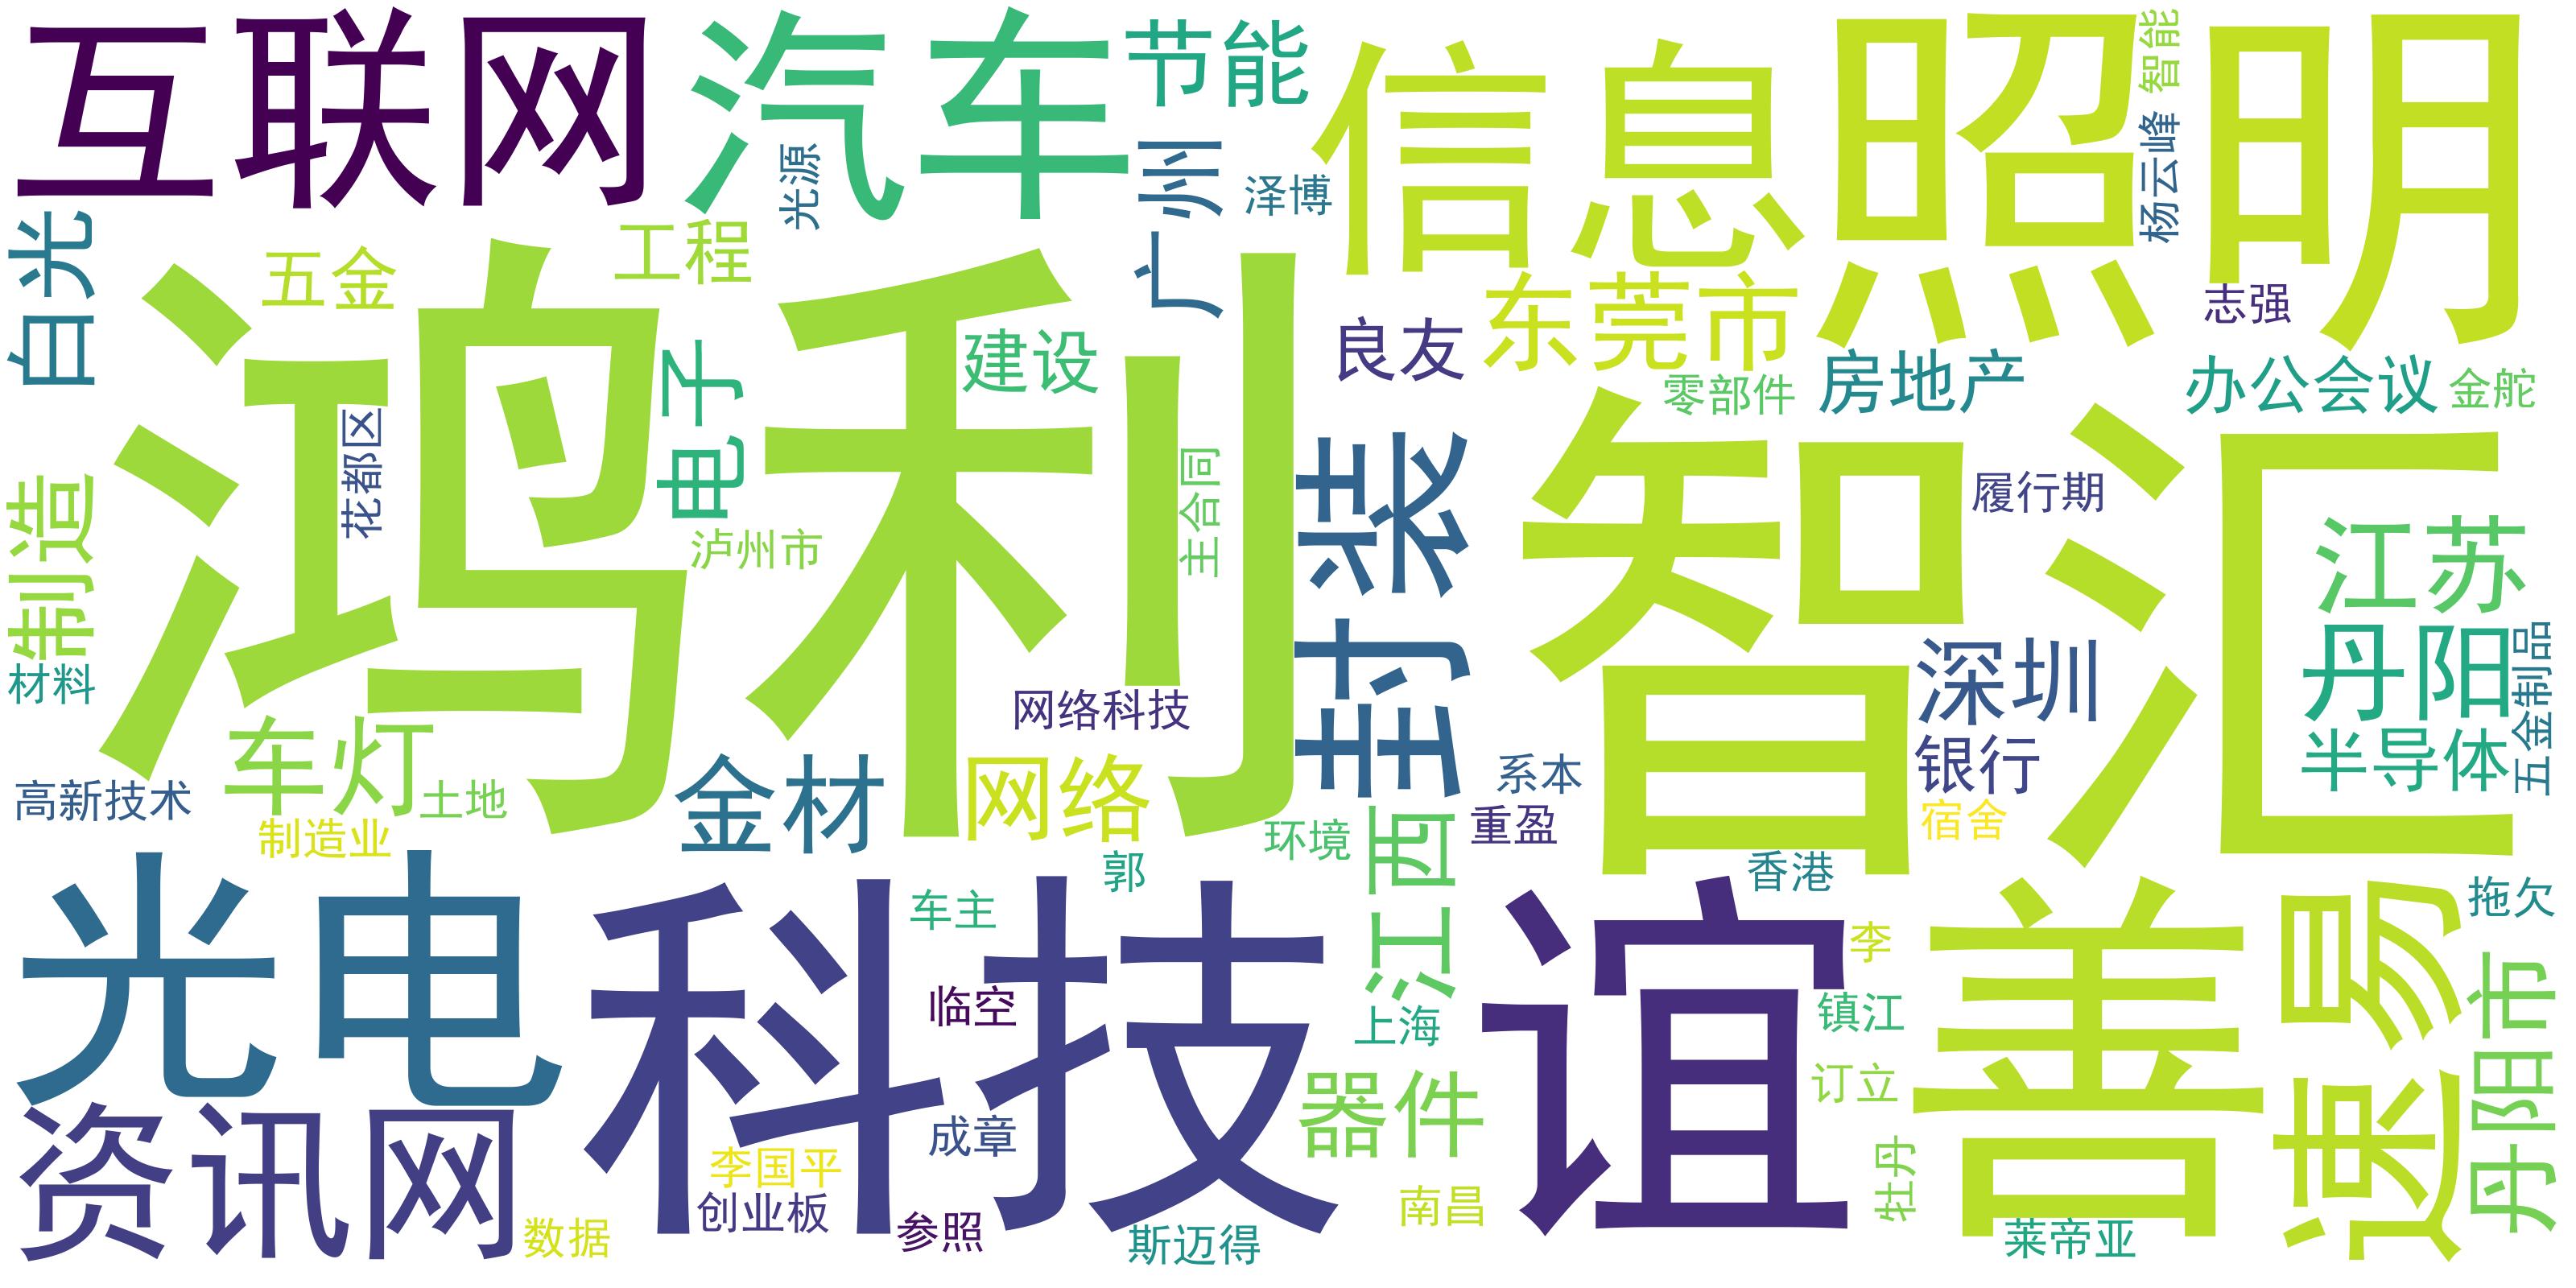 互联网
汽车
节能
信息
照明
智能
杨云峰
光源
广州
泽博
白光
五金
工程
鸿利
建设
良友
东莞市
志强
零部件
房地产
办公会议
金舵
花都区
电子
泸州市
主合同
封装
智汇
履行期
江苏
制造
材料
车灯
网络科技
深圳
丹阳
五金制品
高新技术
土地
制造业
金材
网络
系本
重盈
环境
银行
半导体
宿舍
郭
江西
香港
光电
科技
车主
谊
善
李
易
速
拖欠
临空
上海
镇江
丹阳市
资讯网
成章
器件
订立
李国平
创业板
牡丹
数据
参照
斯迈得
南昌
莱帝亚